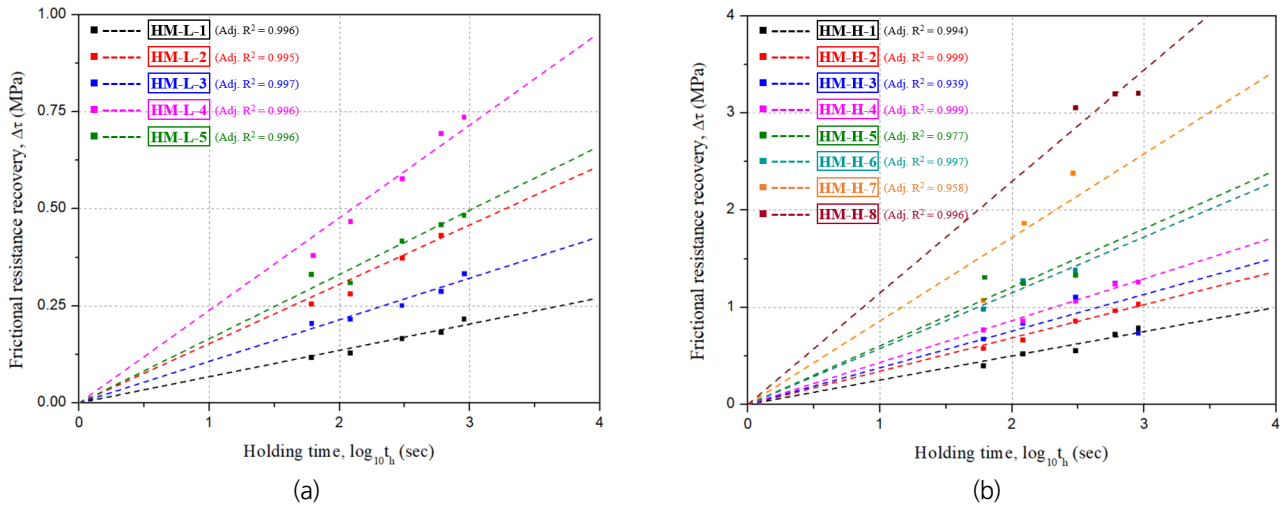 1.00
0.75
0.50
0.25
0.00
Frictional resistance recovery, Δτ (MPa)
HM-L-1 (Adj. R² = 0.996)
HM-L-2 (Adj. R² = 0.995)
HM-L-3 (Adj. R² = 0.997)
HM-L-4 (Adj. R² = 0.996)
HM-L-5 (Adj. R² = 0.996)
0 1 2 3 4
Holding time, log₁₀tₕ (sec)
(a)
4
3
2
1
0
Frictional resistance recovery, Δτ (MPa)
HM-H-1 (Adj. R² = 0.994)
HM-H-2 (Adj. R² = 0.999)
HM-H-3 (Adj. R² = 0.939)
HM-H-4 (Adj. R² = 0.999)
HM-H-5 (Adj. R² = 0.977)
HM-H-6 (Adj. R² = 0.997)
HM-H-7 (Adj. R² = 0.958)
HM-H-8 (Adj. R² = 0.996)
0 1 2 3 4
Holding time, log₁₀tₕ (sec)
(b)